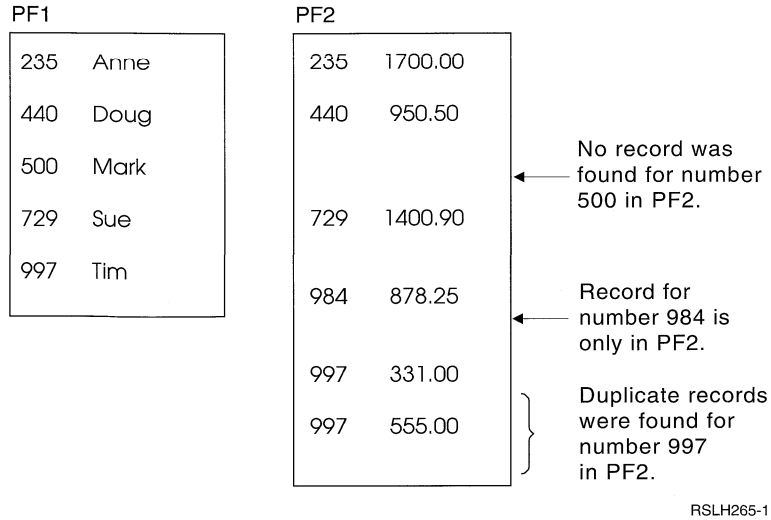 PF1
235 Anne
440 Doug
500 Mark
729 Sue
997 Tim
PF2
235 1700.00
440 950.50
729 1400.90
984 878.25
997 331.00
997 555.00
No record was
found for number
500 in PF2.
Record for
number 984 is
only in PF2.
Duplicate records
were found for
number 997
in PF2.
RSLH265-1